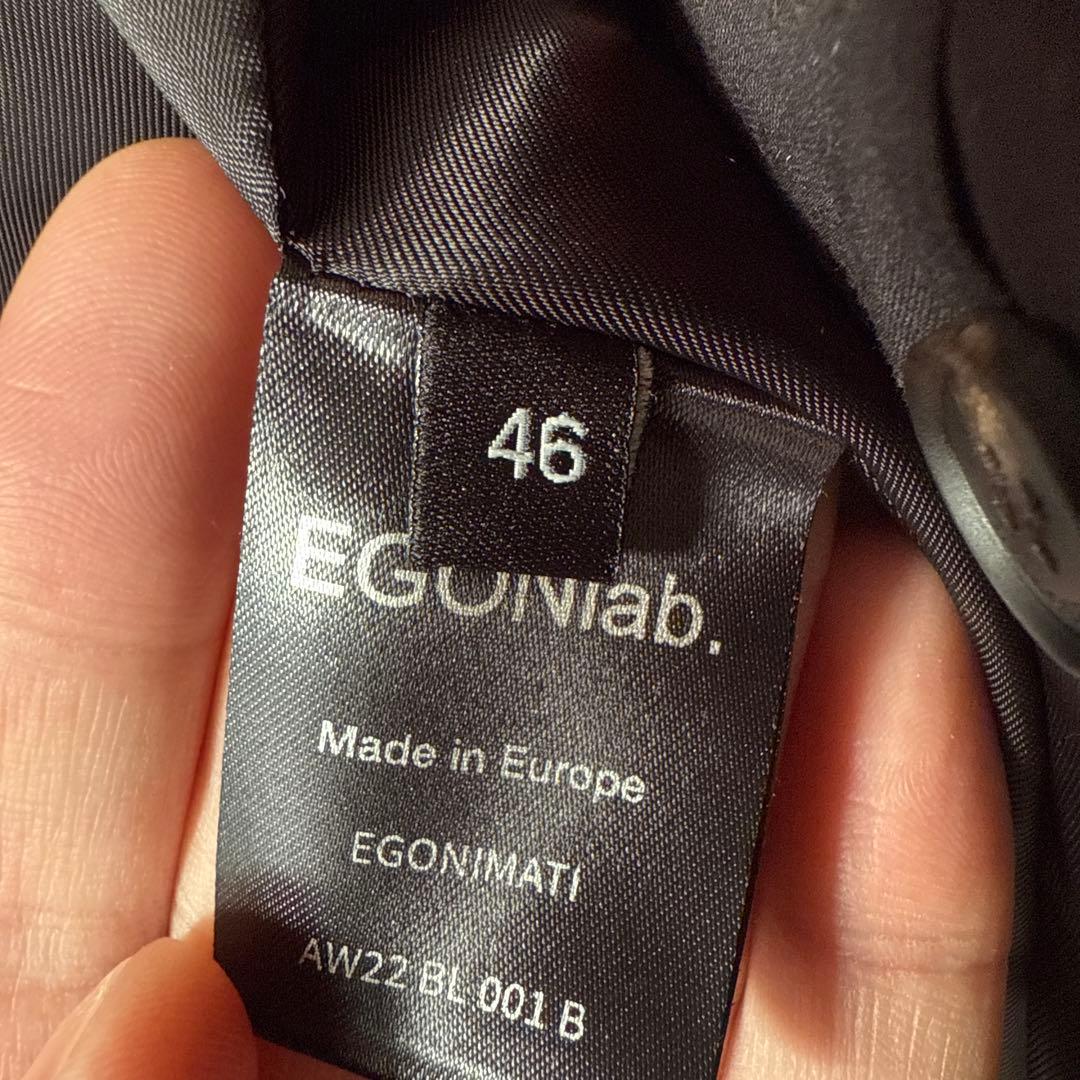 46
EGONlab.
Made in Europe
EGONIMATI
AW22 BL 001 B